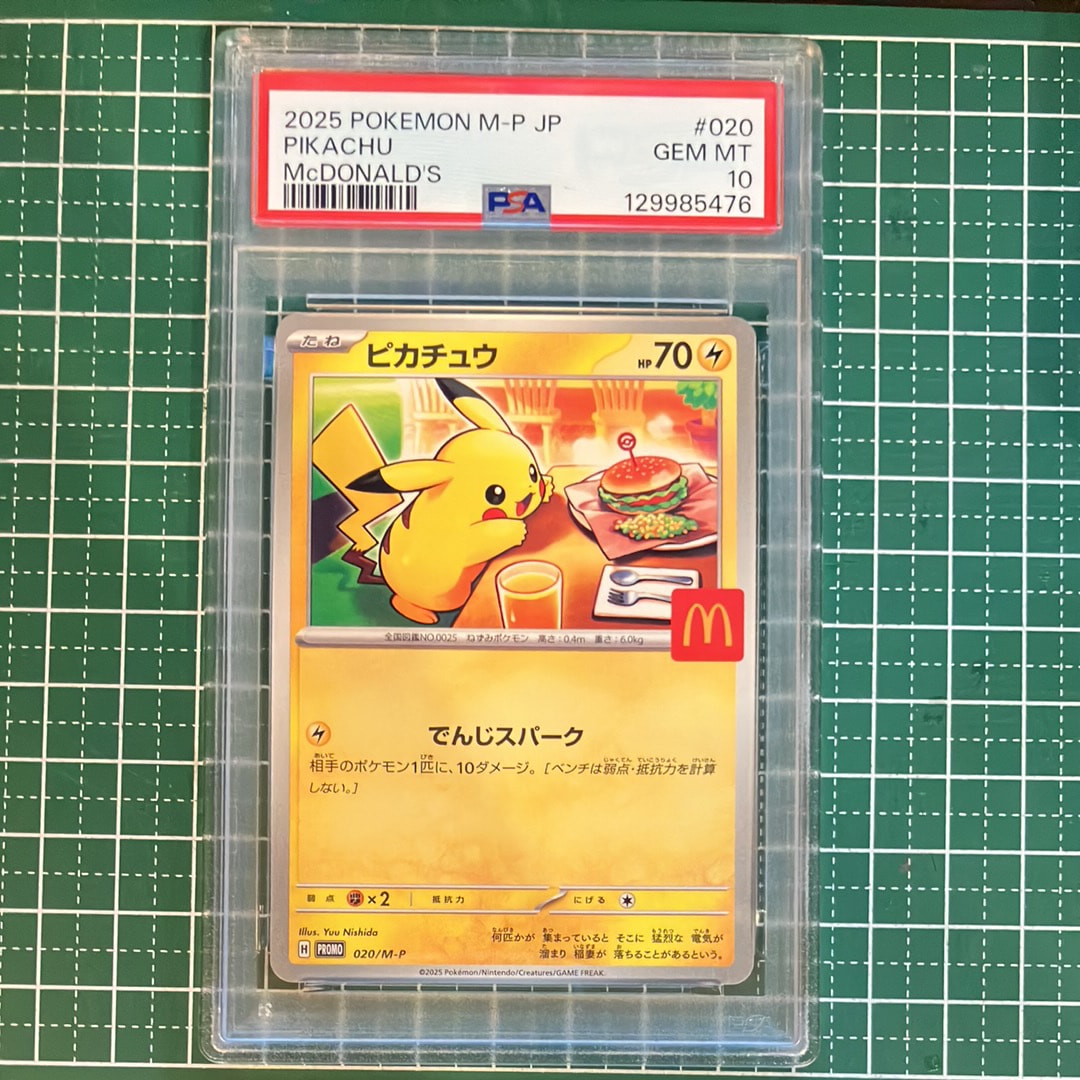 2025 POKEMON M-P JP #020
PIKACHU GEM MT
McDONALD'S 10
PSA 129985476
たね ピカチュウ HP 70
全国図鑑NO.0025 ねずみポケモン 高さ:0.4m 重さ:6.0kg
でんじスパーク
相手のポケモン1匹に、10ダメージ。[ベンチは弱点・抵抗力を計算
しない。]
弱点 ×2 抵抗力 にげる
Illus. Yuu Nishida
何匹かが 集まっていると そこに 猛烈な 電気が
溜まり 稲妻が 落ちることがあるという。
H PROMO 020/M-P
©2025 Pokémon/Nintendo/Creatures/GAME FREAK